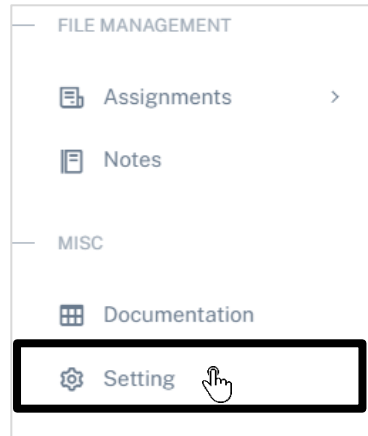 FILE MANAGEMENT
Assignments
Notes
MISC
Documentation
Setting